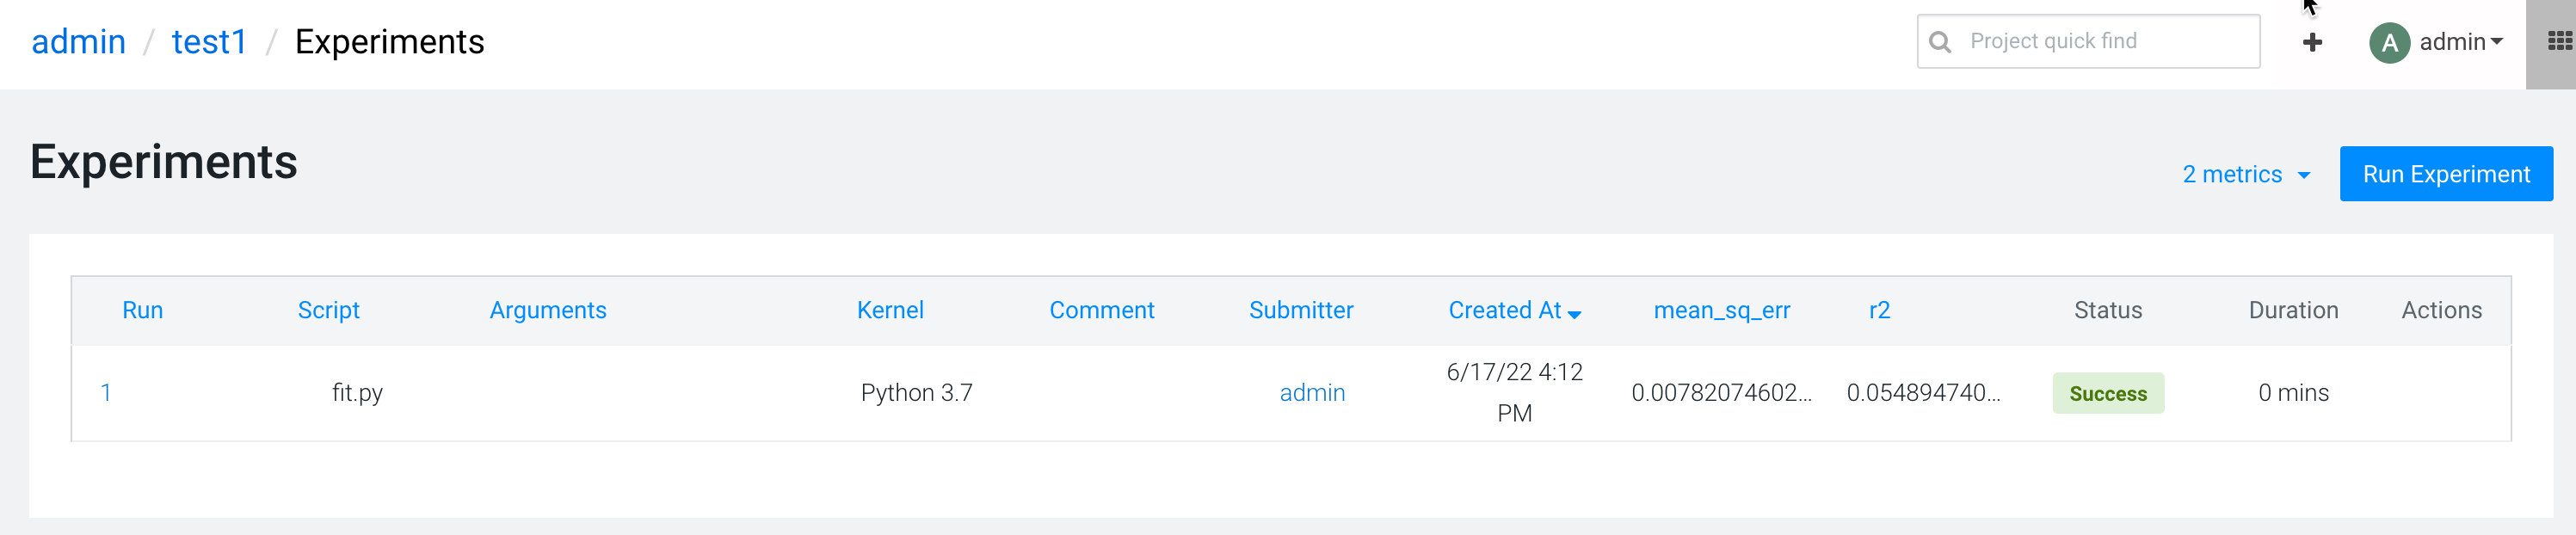 admin / test1 / Experiments
Project quick find
A admin
Experiments
2 metrics
Run Experiment
Run Script Arguments Kernel Comment Submitter Created At mean_sq_err r2 Status Duration Actions
1 fit.py Python 3.7 admin 6/17/22 4:12 PM 0.00782074602... 0.054894740... Success 0 mins